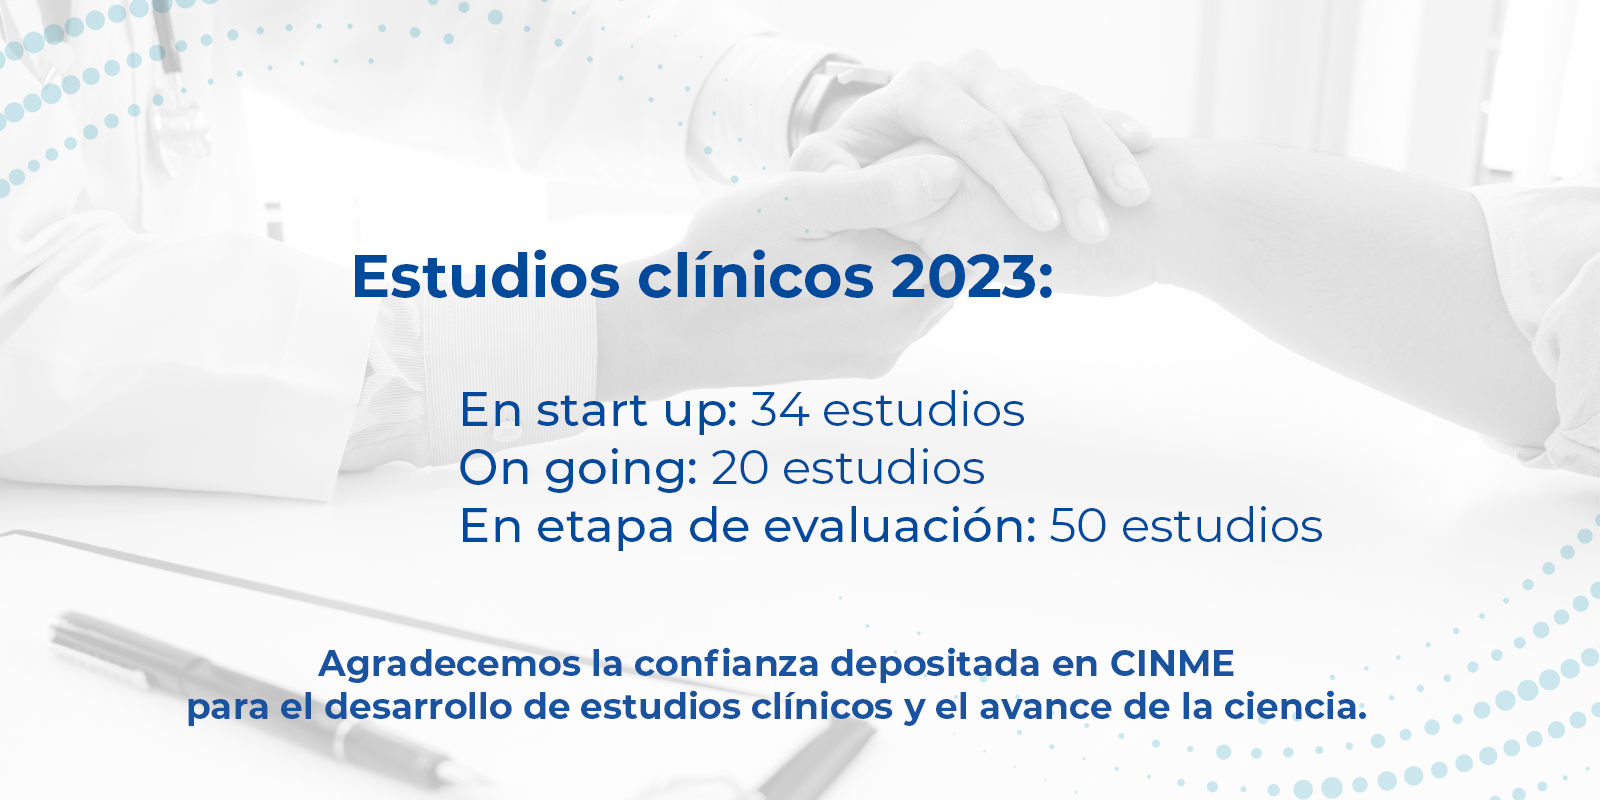 Estudios clínicos 2023:
En start up: 34 estudios
On going: 20 estudios
En etapa de evaluación: 50 estudios
Agradecemos la confianza depositada en CINME
para el desarrollo de estudios clínicos y el avance de la ciencia.